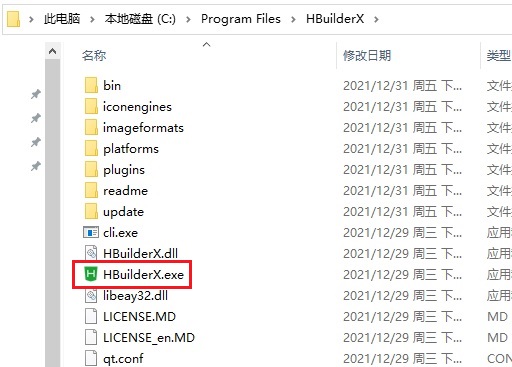 此电脑 › 本地磁盘 (C:) › Program Files › HBuilderX ›
名称 修改日期 类型
bin 2021/12/31 周五 下... 文件
iconengines 2021/12/31 周五 下... 文件
imageformats 2021/12/31 周五 下... 文件
platforms 2021/12/31 周五 下... 文件
plugins 2021/12/31 周五 下... 文件
readme 2021/12/31 周五 下... 文件
update 2021/12/31 周五 下... 文件
cli.exe 2021/12/29 周三 下... 应用
HBuilderX.dll 2021/12/29 周三 下... 应用
HBuilderX.exe 2021/12/29 周三 下... 应用
libeay32.dll 2021/12/29 周三 下... 应用
LICENSE.MD 2021/12/29 周三 下... MD
LICENSE_en.MD 2021/12/29 周三 下... MD
qt.conf 2021/12/29 周三 下... CON